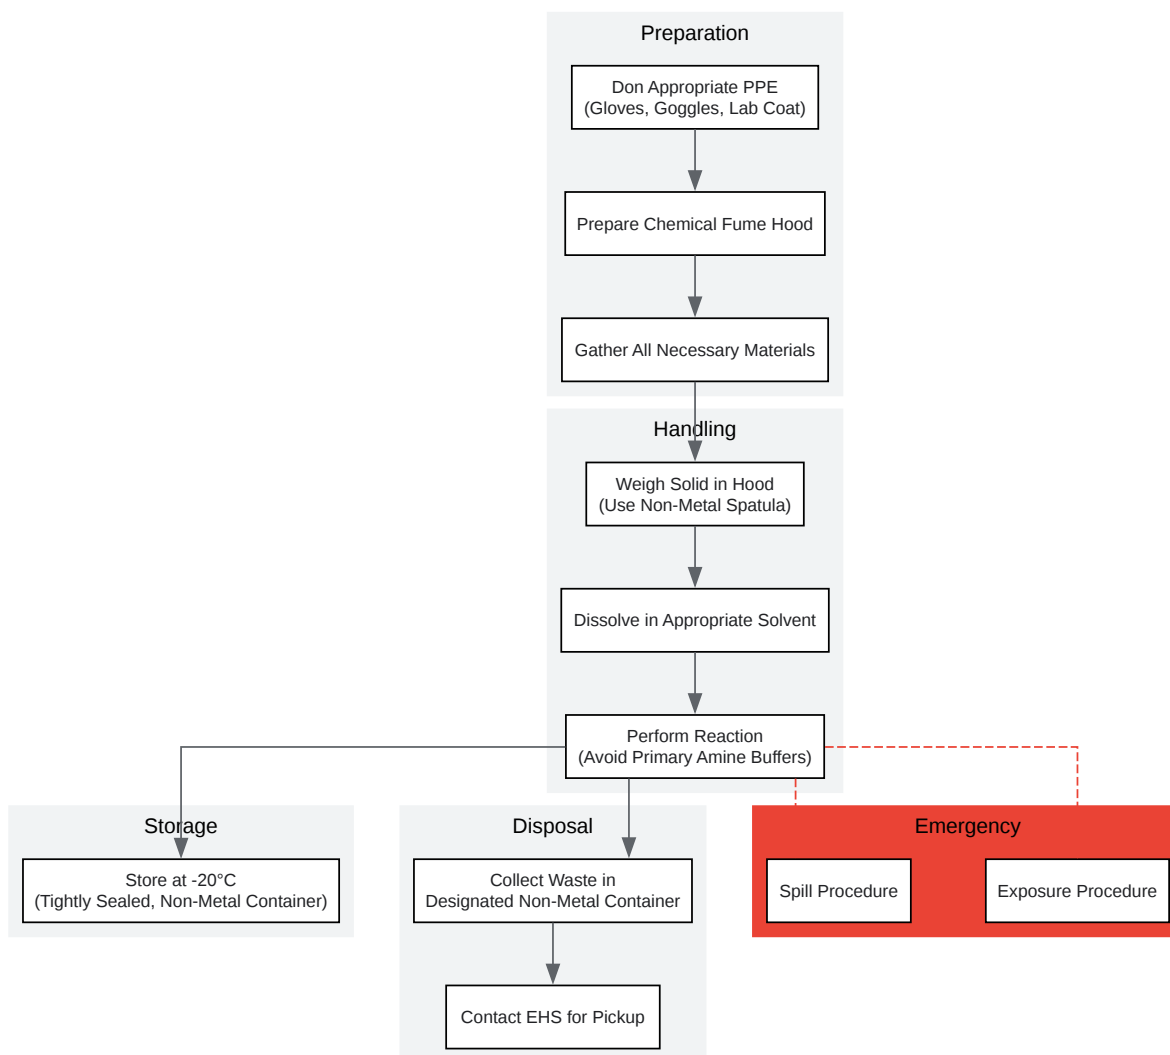 Preparation
Don Appropriate PPE
(Gloves, Goggles, Lab Coat)
Prepare Chemical Fume Hood
Gather All Necessary Materials
Handling
Weigh Solid in Hood
(Use Non-Metal Spatula)
Dissolve in Appropriate Solvent
Perform Reaction
(Avoid Primary Amine Buffers)
Storage
Store at -20°C
(Tightly Sealed, Non-Metal Container)
Disposal
Collect Waste in
Designated Non-Metal Container
Contact EHS for Pickup
Emergency
Spill Procedure
Exposure Procedure